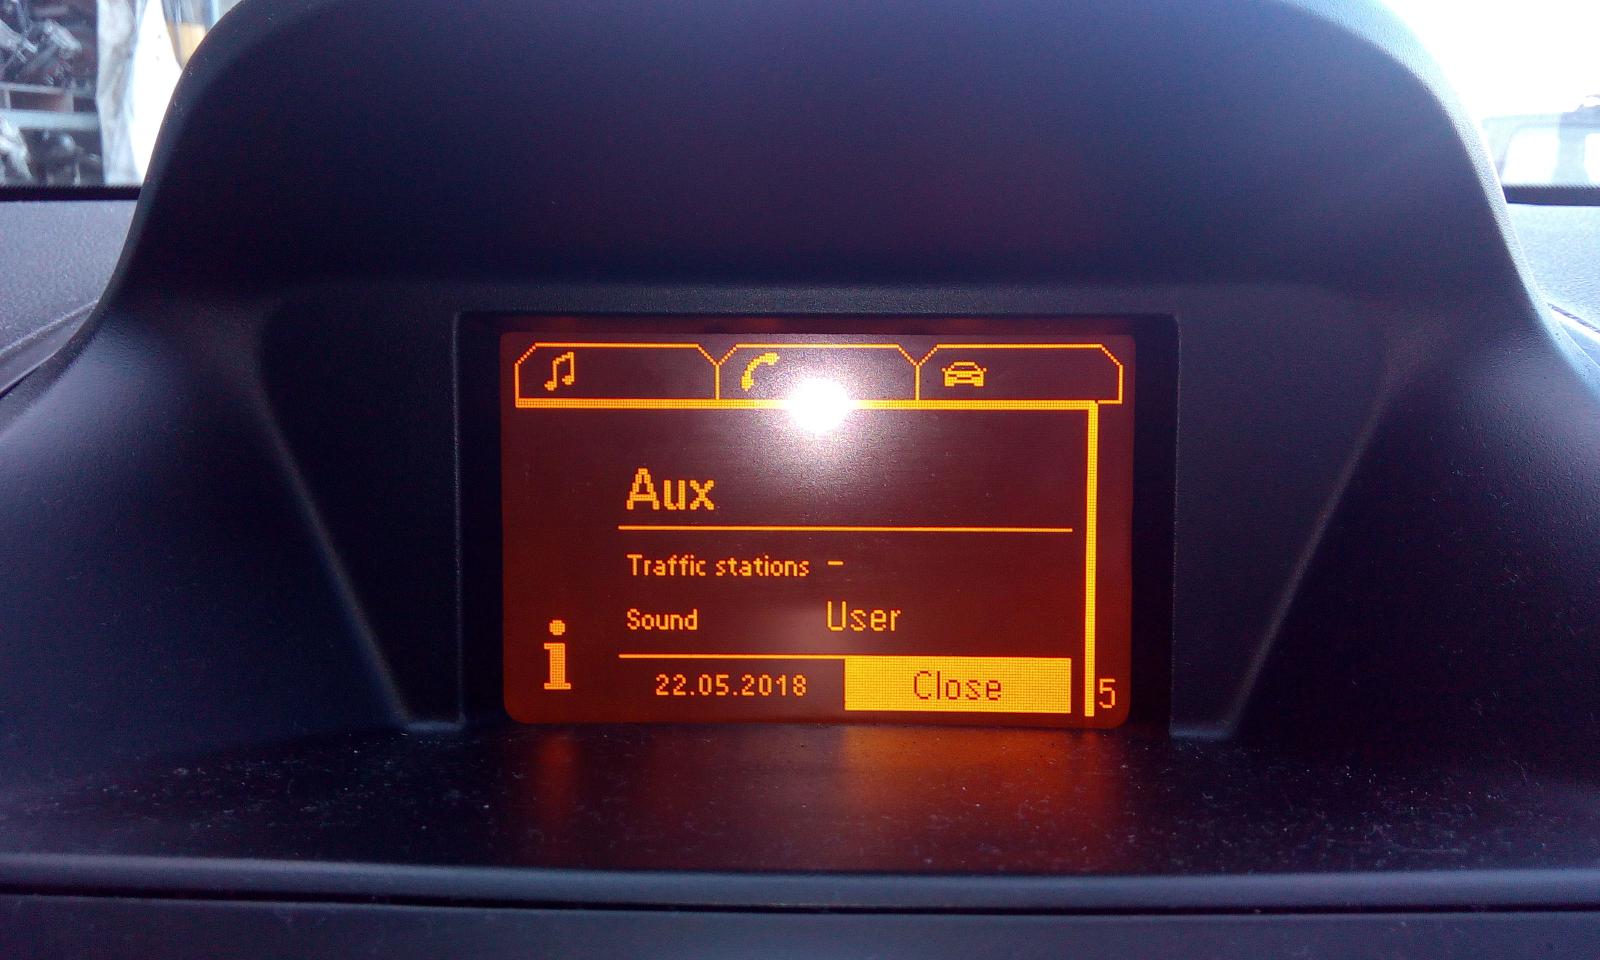 Aux
Traffic stations –
Sound User
22.05.2018 Close 5